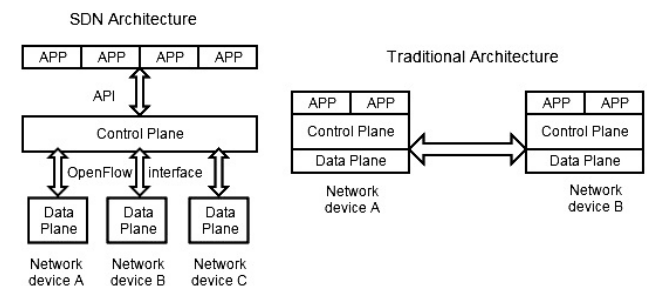 SDN Architecture
APP APP APP APP
API
Control Plane
OpenFlow interface
Data Plane
Data Plane
Data Plane
Network device A
Network device B
Network device C
Traditional Architecture
APP APP
Control Plane
Data Plane
Network device A
APP APP
Control Plane
Data Plane
Network device B